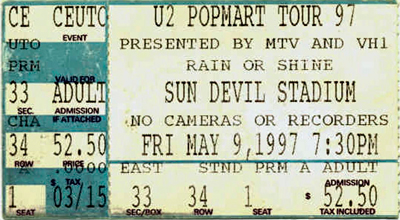 CE CEUTO U2 POPMART TOUR 97
UTO EVENT PRESENTED BY MTV AND VH1
PRM VALID FOR RAIN OR SHINE
33 ADULT SUN DEVIL STADIUM
SEC. ADMISSION IF ATTACHED
CHA NO CAMERAS OR RECORDERS
34 52.50 FRI MAY 9,1997 7:30PM
ROW PRICE
A .0000 EAST STND PRM A ADULT
$ TAX ADMISSION
1 03/15 33 34 1 $ 52.50
SEAT SEC/BOX ROW SEAT TAX INCLUDED